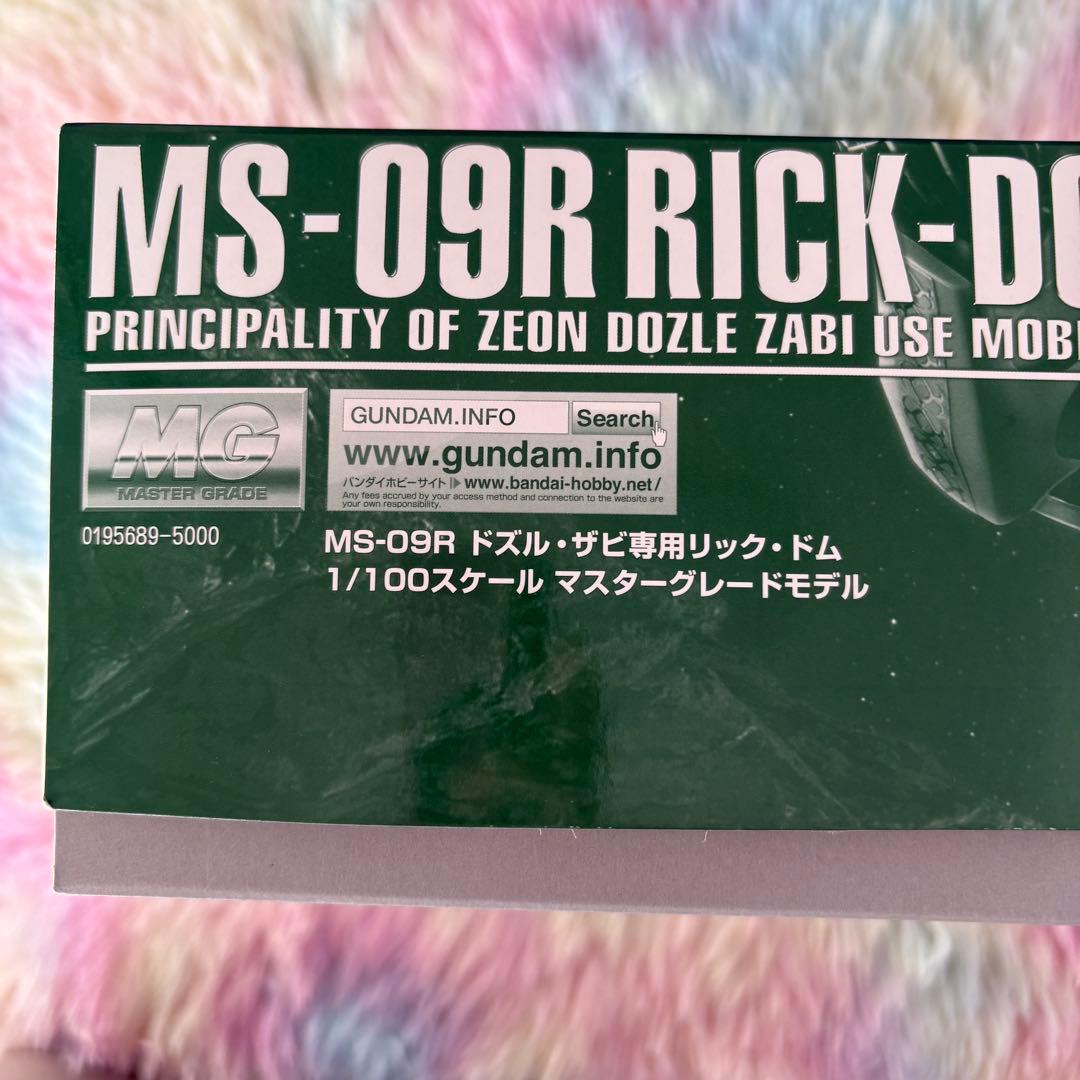 MS-09R RICK-DO
PRINCIPALITY OF ZEON DOZLE ZABI USE MOBI
MG
MASTER GRADE
0195689-5000
GUNDAM.INFO Search
www.gundam.info
バンダイホビーサイト ▶ www.bandai-hobby.net/
Any fees accrued by your access method and connection to the website are
your own responsibility.
MS-09R ドズル・ザビ専用リック・ドム
1/100スケール マスターグレードモデル